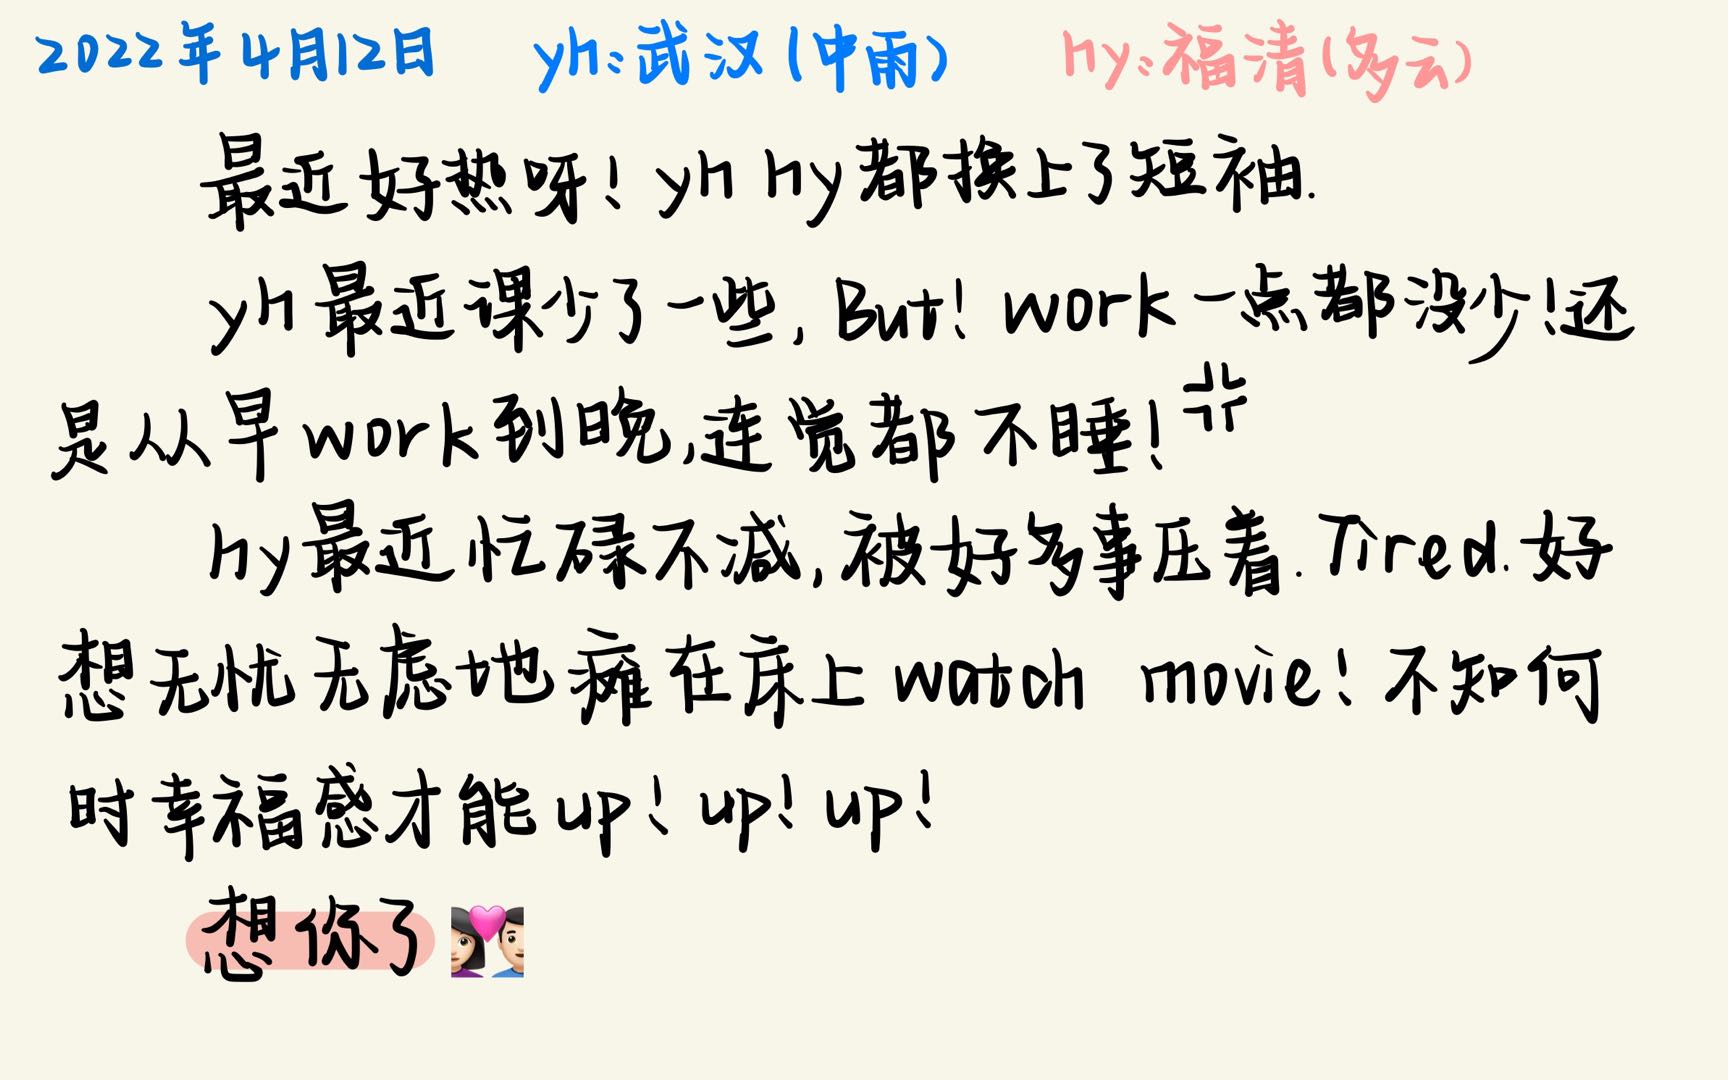 2022年4月12日 yh:武汉(中雨) hy:福清(多云)
最近好热呀! yh hy都换上了短袖.
yh最近课少了一些, But! work一点都没少!还
是从早work到晚,连觉都不睡!
hy最近忙碌不减,被好多事压着.Tired.好
想无忧无虑地瘫在床上watch movie!不知何
时幸福感才能up! up! up!
想你了